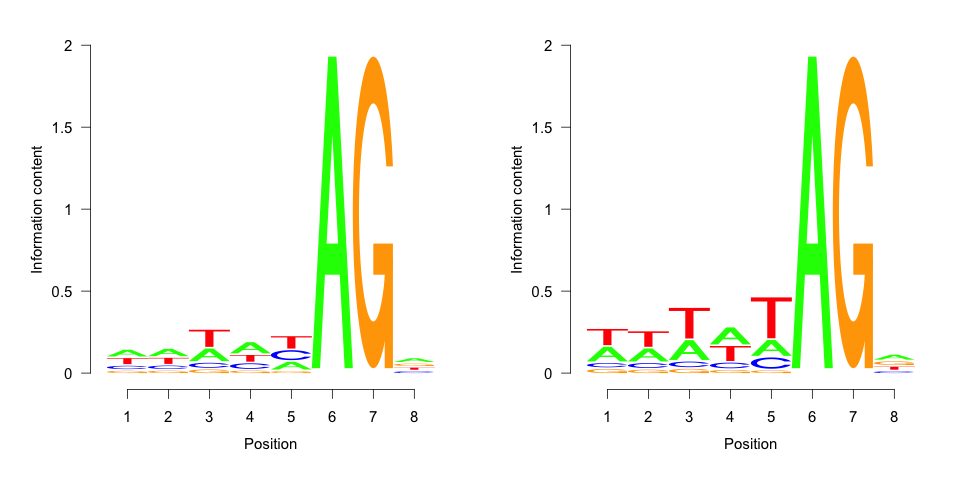 2
1.5
1
0.5
0
Information content
A A T A T A G A
T T A T C G
C C C C A T
G G G G G C
1 2 3 4 5 6 7 8
Position
2
1.5
1
0.5
0
Information content
T T T A T A G A
A A A T A G
C C C C C T
G G G G G C
1 2 3 4 5 6 7 8
Position